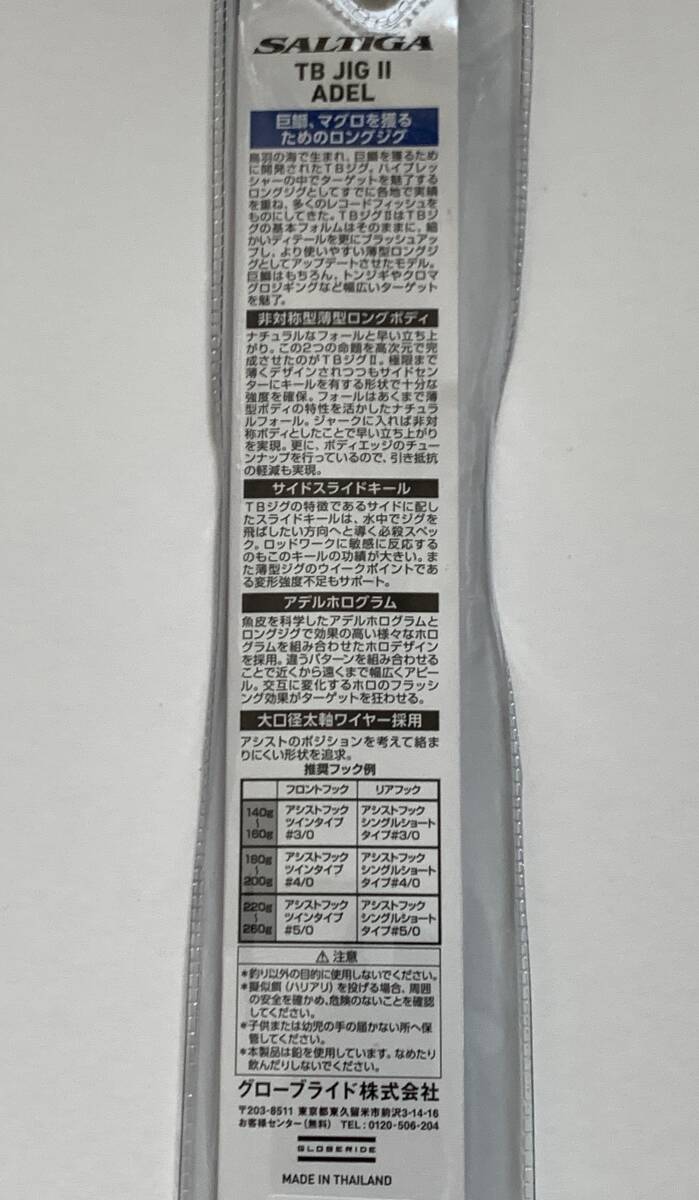 SALTIGA
TB JIG II
ADEL
巨鰤、マグロを獲る
ためのロングジグ
鳥羽の海で生まれ、巨鰤を獲るため
に開発されたTBジグ。ハイプレッ
シャーの中でターゲットを魅了する
ロングジグとしてすでに各地で実績
を重ね、多くのレコードフィッシュを
ものにしてきた。TBジグⅡはTBジ
グの基本フォルムはそのままに、細
かいディテールを更にブラッシュアッ
プし、より使いやすい薄型ロングジ
グとしてアップデートさせたモデル。
巨鰤はもちろん、トンジギやクロマ
グロジギングなど幅広いターゲット
を魅了。
非対称型薄型ロングボディ
ナチュラルなフォールと早い立ち上
がり。この2つの命題を高次元で完
成させたのがTBジグⅡ。極限まで
薄くデザインされつつもサイドセン
ターにキールを有する形状で十分な
強度を確保。フォールはあくまで薄
型ボディの特性を活かしたナチュラ
ルフォール。ジャークに入れば非対
称ボディとしたことで早い立ち上がり
を実現。更に、ボディエッジのチュー
ンナップを行っているので、引き抵抗
の軽減も実現。
サイドスライドキール
TBジグの特徴であるサイドに配し
たスライドキールは、水中でジグを
飛ばしたい方向へと導く必殺スペッ
ク。ロッドワークに敏感に反応する
のもこのキールの功績が大きい。ま
た薄型ジグのウイークポイントであ
る変形強度不足もサポート。
アデルホログラム
魚皮を科学したアデルホログラムと
ロングジグで効果の高い様々なホロ
グラムを組み合わせたホロデザイン
を採用。違うパターンを組み合わせる
ことで近くから遠くまで幅広くアピー
ル。交互に変化するホロのフラッシ
ング効果がターゲットを狂わせる。
大口径太軸ワイヤー採用
アシストのポジションを考えて絡ま
りにくい形状を追求。
推奨フック例
フロントフック リアフック
140g
~
160g
アシストフック
ツインタイプ
#3/0
アシストフック
シングルショート
タイプ#3/0
180g
~
200g
アシストフック
ツインタイプ
#4/0
アシストフック
シングルショート
タイプ#4/0
220g
~
260g
アシストフック
ツインタイプ
#5/0
アシストフック
シングルショート
タイプ#5/0
⚠ 注意
*釣り以外の目的に使用しないでください。
*擬似餌(ハリアリ)を投げる場合、周囲
の安全を確かめ、危険のないことを確認
してください。
*子供または幼児の手の届かない所へ保
管してください。
*本製品は鉛を使用しています。なめたり
飲んだりしないでください。
グローブライド株式会社
〒203-8511 東京都東久留米市前沢3-14-16
お客様センター(無料) TEL:0120-506-204
GLOBERIDE
MADE IN THAILAND